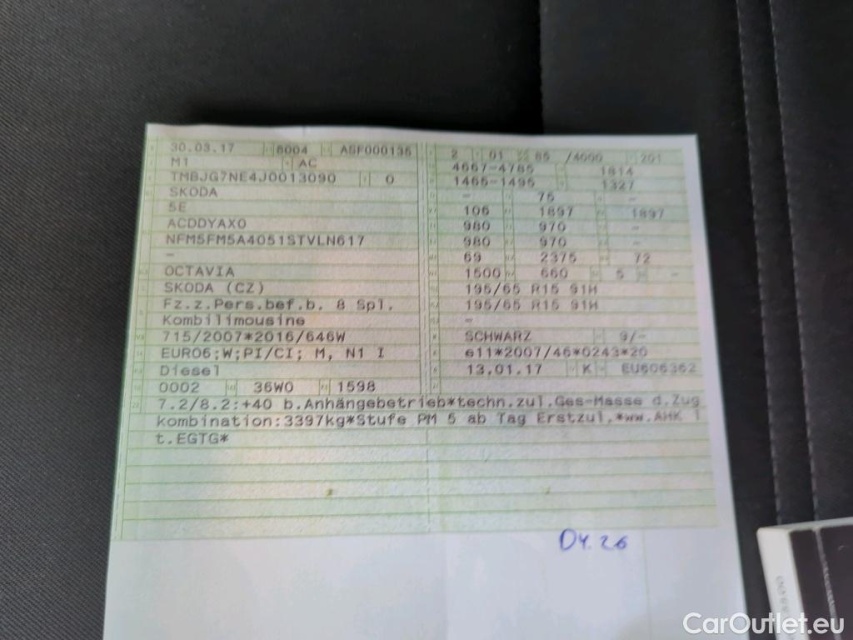 30.03.17 8004 ASF000135
M1 AC
TMBJG7NE4J0013090 0
SKODA
5E
ACDDYAX0
NFM5FM5A4051STVLN617
-
OCTAVIA
SKODA (CZ)
Fz.z.Pers.bef.b. 8 Spl.
Kombilimousine
715/2007*2016/646W
EURO6;W;PI/CI; M, N1 I
Diesel
0002 36W0 1598
2 01 85 /4000 201
4667-4785 1814
1465-1495 1327
- 75 -
106 1897 1897
980 970 -
980 970 -
69 2375 72
1500 660 5 -
195/65 R15 91H
195/65 R15 91H
-
SCHWARZ 9/-
e11*2007/46*0243*20
13.01.17 K EU606362
7.2/8.2:+40 b.Anhängebetrieb*techn.zul.Ges-Masse d.Zug
kombination:3397kg*Stufe PM 5 ab Tag Erstzul.*ww.AHK l
t.EGTG*
04.26
CarOutlet.eu